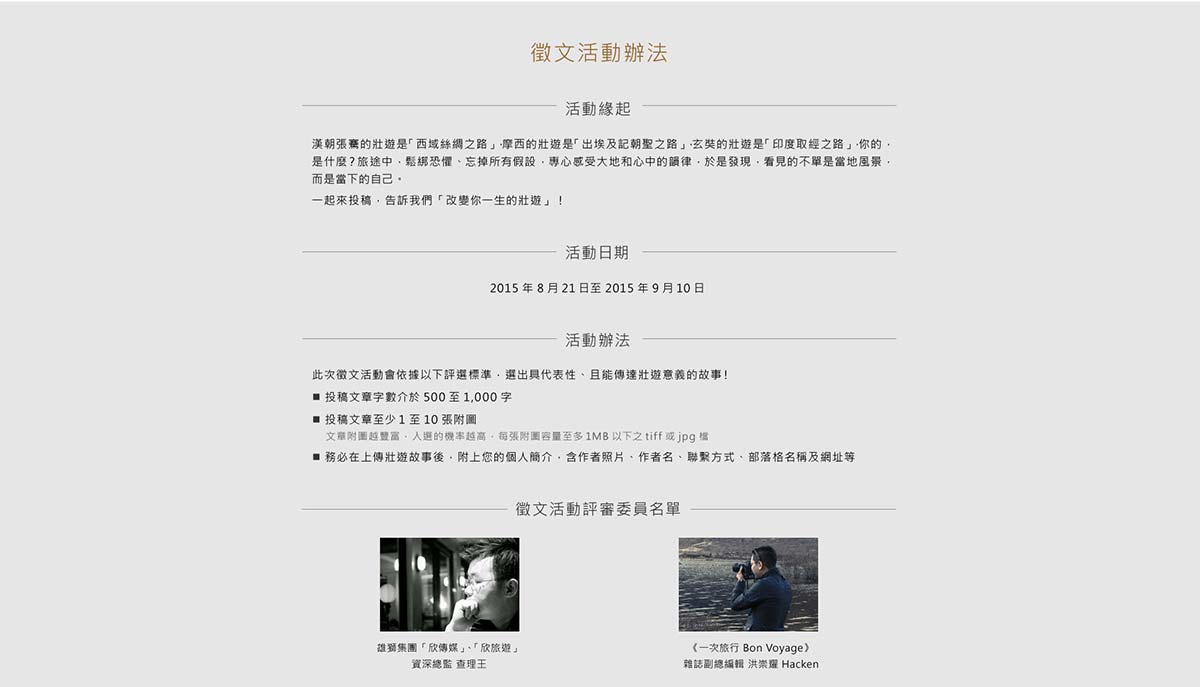 徵文活動辦法
活動緣起
漢朝張騫的壯遊是「西域絲綢之路」,摩西的壯遊是「出埃及記朝聖之路」,玄奘的壯遊是「印度取經之路」,你的，
是什麼？旅途中，鬆綁恐懼、忘掉所有假設，專心感受大地和心中的韻律，於是發現，看見的不單是當地風景，
而是當下的自己。
一起來投稿，告訴我們「改變你一生的壯遊」！
活動日期
2015 年 8 月 21 日至 2015 年 9 月 10 日
活動辦法
此次徵文活動會依據以下評選標準，選出具代表性、且能傳達壯遊意義的故事!
■ 投稿文章字數介於 500 至 1,000 字
■ 投稿文章至少 1 至 10 張附圖
文章附圖越豐富，入選的機率越高，每張附圖容量至多 1MB 以下之 tiff 或 jpg 檔
■ 務必在上傳壯遊故事後，附上您的個人簡介，含作者照片、作者名、聯繫方式、部落格名稱及網址等
徵文活動評審委員名單
雄獅集團「欣傳媒」、「欣旅遊」
資深總監 查理王
《一次旅行 Bon Voyage》
雜誌副總編輯 洪崇耀 Hacken